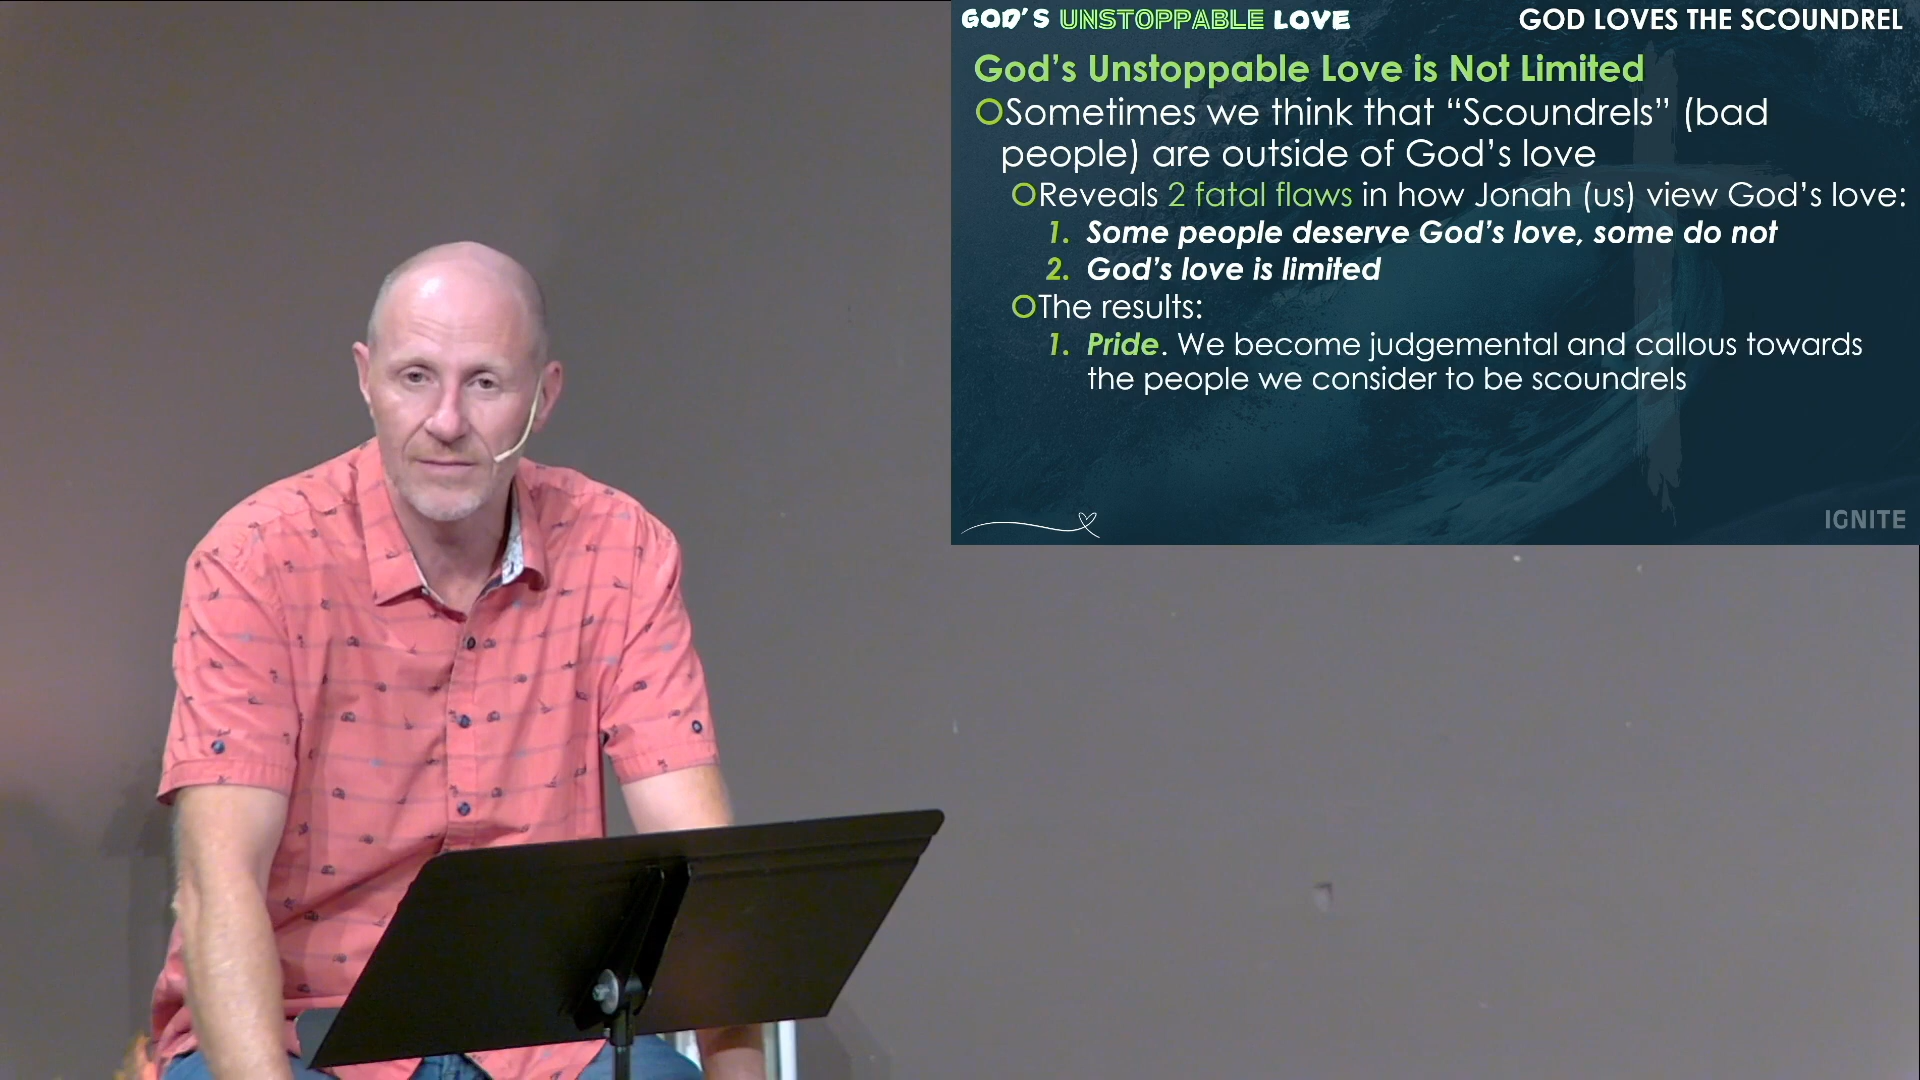 GOD'S UNSTOPPABLE LOVE
GOD LOVES THE SCOUNDREL
God's Unstoppable Love is Not Limited
Sometimes we think that “Scoundrels” (bad
people) are outside of God's love
Reveals 2 fatal flaws in how Jonah (us) view God's love:
1. Some people deserve God's love, some do not
2. God's love is limited
The results:
1. Pride. We become judgemental and callous towards
the people we consider to be scoundrels
IGNITE